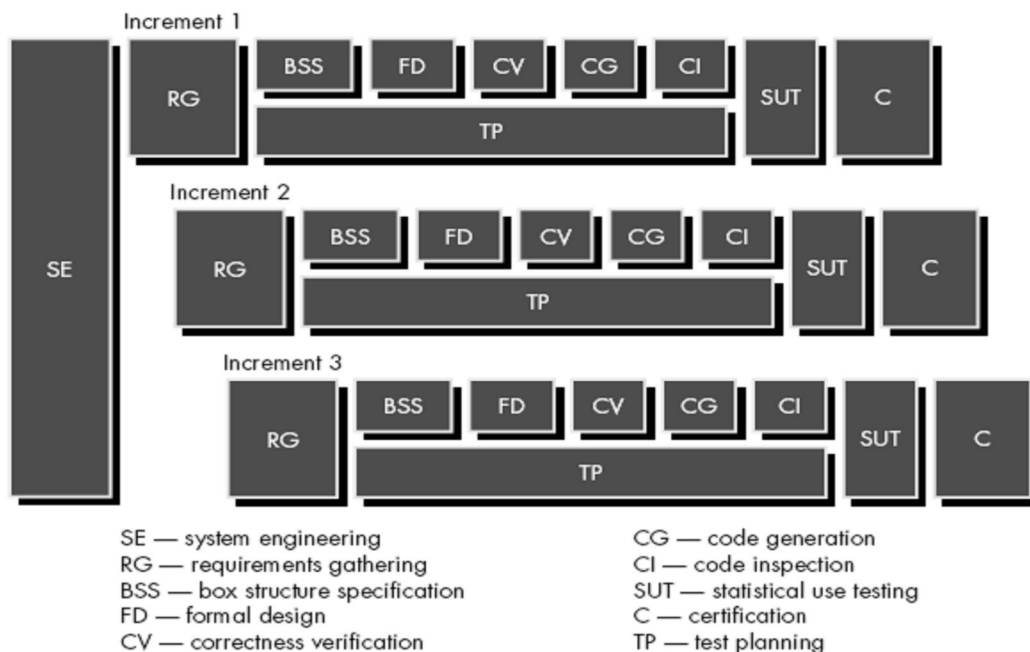 Increment 1
SE
RG
BSS FD CV CG CI
TP
SUT
C
Increment 2
RG
BSS FD CV CG CI
TP
SUT
C
Increment 3
RG
BSS FD CV CG CI
TP
SUT
C
SE — system engineering
RG — requirements gathering
BSS — box structure specification
FD — formal design
CV — correctness verification
CG — code generation
CI — code inspection
SUT — statistical use testing
C — certification
TP — test planning